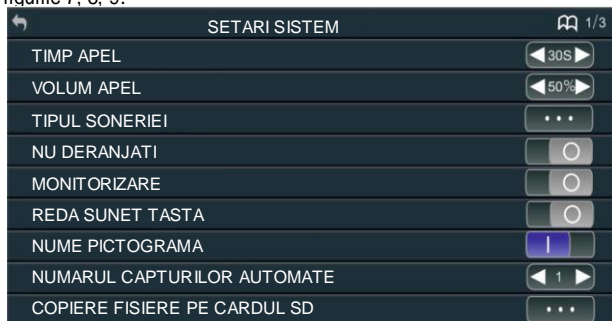 figurile 7, 8, 9.
SETARI SISTEM 1/3
TIMP APEL 30S
VOLUM APEL 50%
TIPUL SONERIEI ...
NU DERANJATI
MONITORIZARE
REDA SUNET TASTA
NUME PICTOGRAMA
NUMARUL CAPTURILOR AUTOMATE 1
COPIERE FISIERE PE CARDUL SD ...